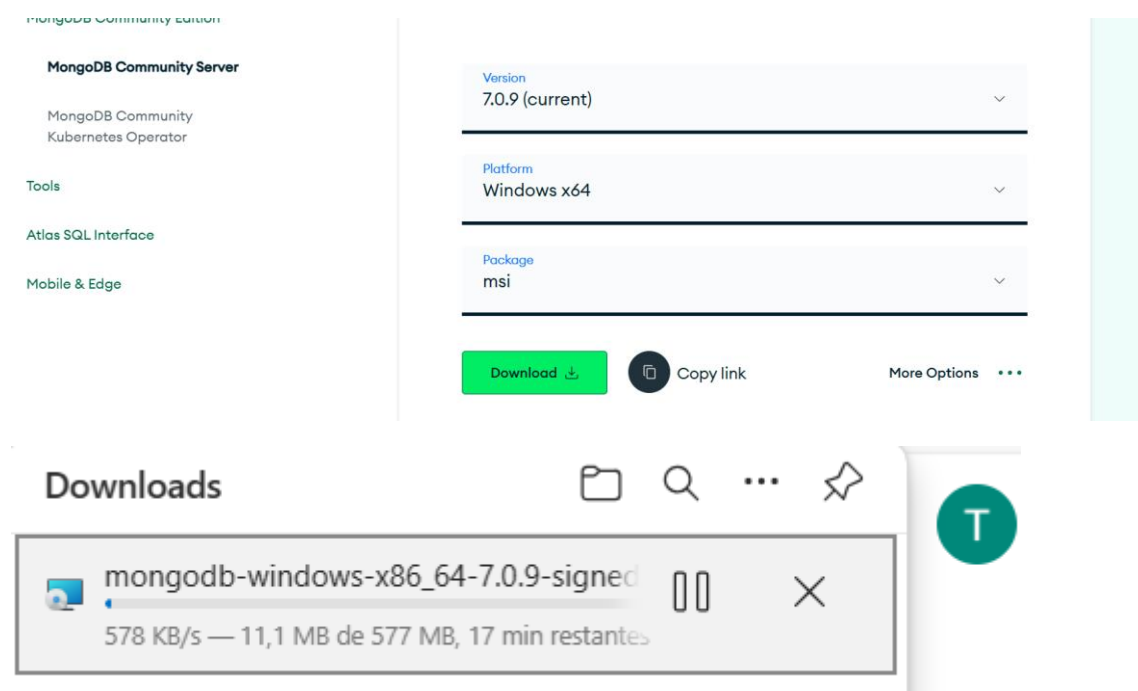 MongoDB Community Edition
MongoDB Community Server
MongoDB Community
Kubernetes Operator
Tools
Atlas SQL Interface
Mobile & Edge
Version
7.0.9 (current)
Platform
Windows x64
Package
msi
Download
Copy link
More Options
Downloads
T
mongodb-windows-x86_64-7.0.9-signed
578 KB/s — 11,1 MB de 577 MB, 17 min restantes